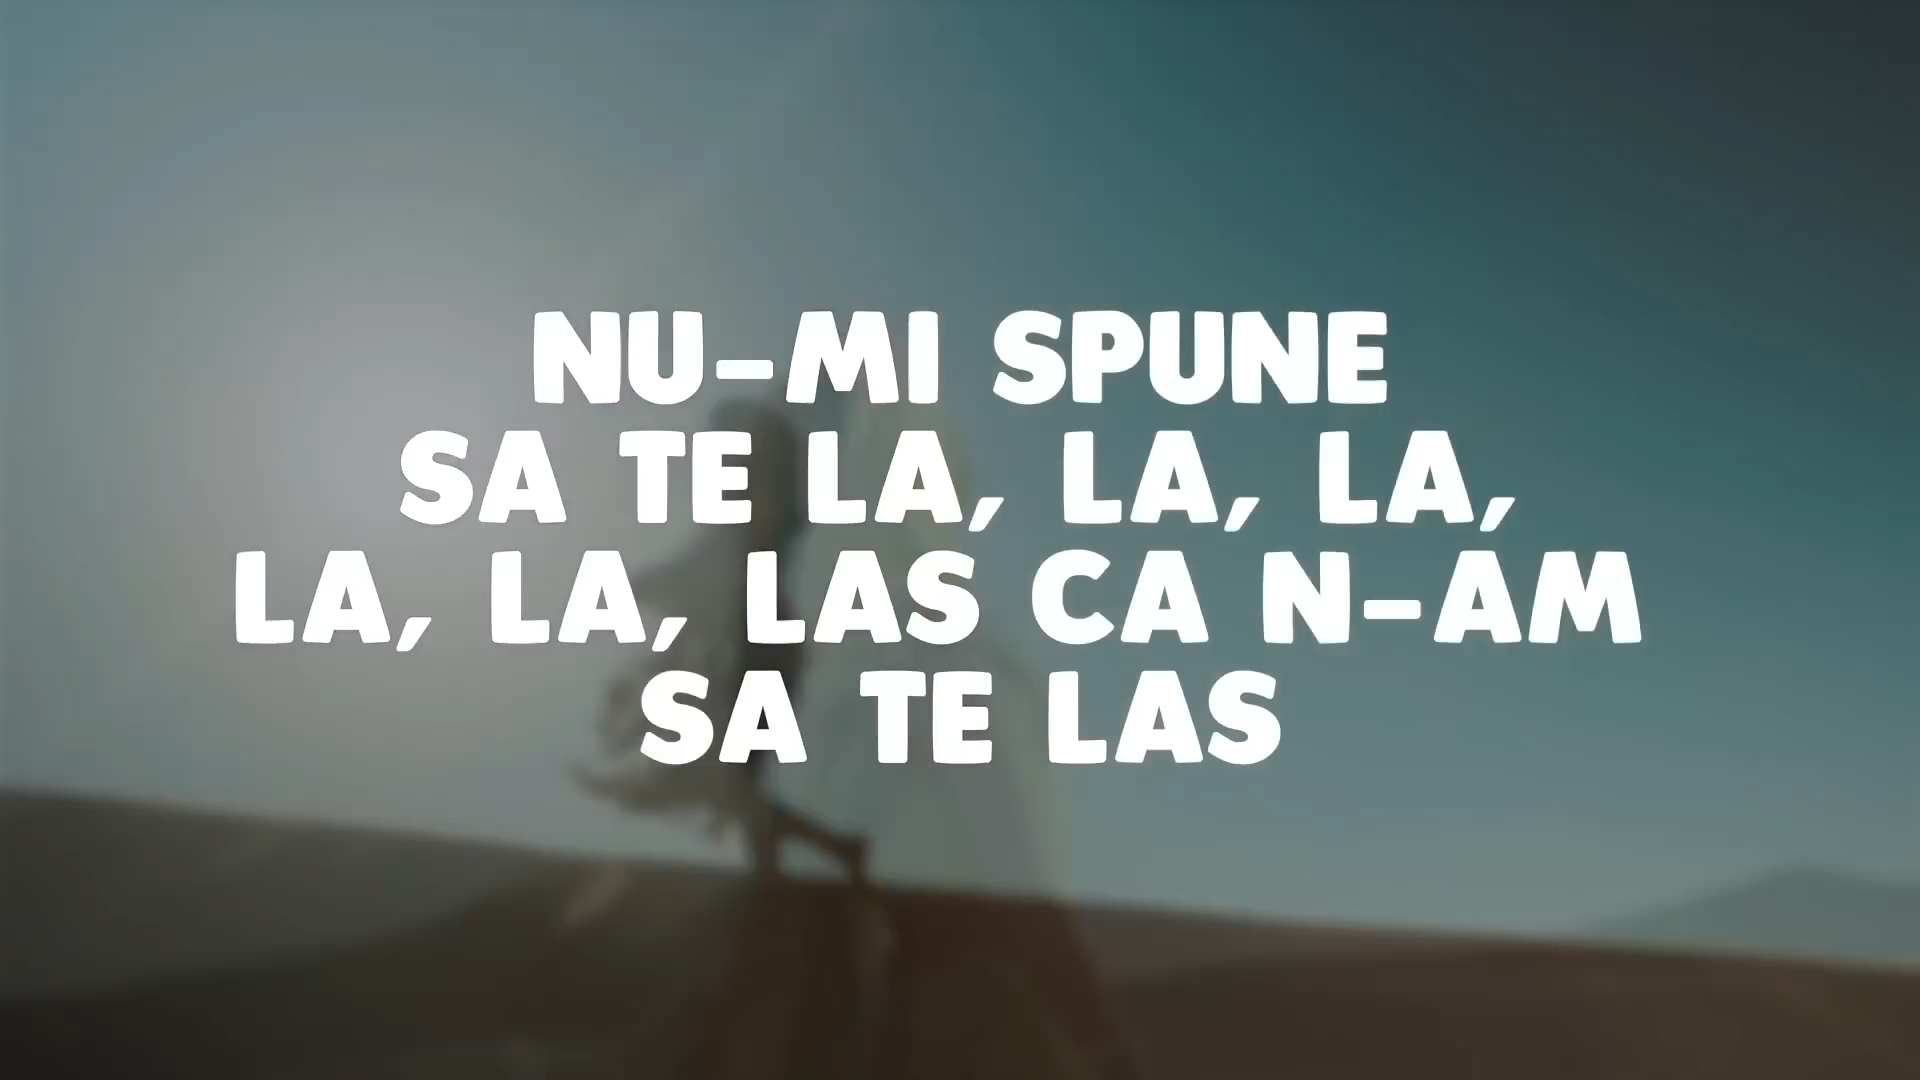 NU-MI SPUNE
SA TE LA, LA, LA,
LA, LA, LAS CA N-AM
SA TE LAS